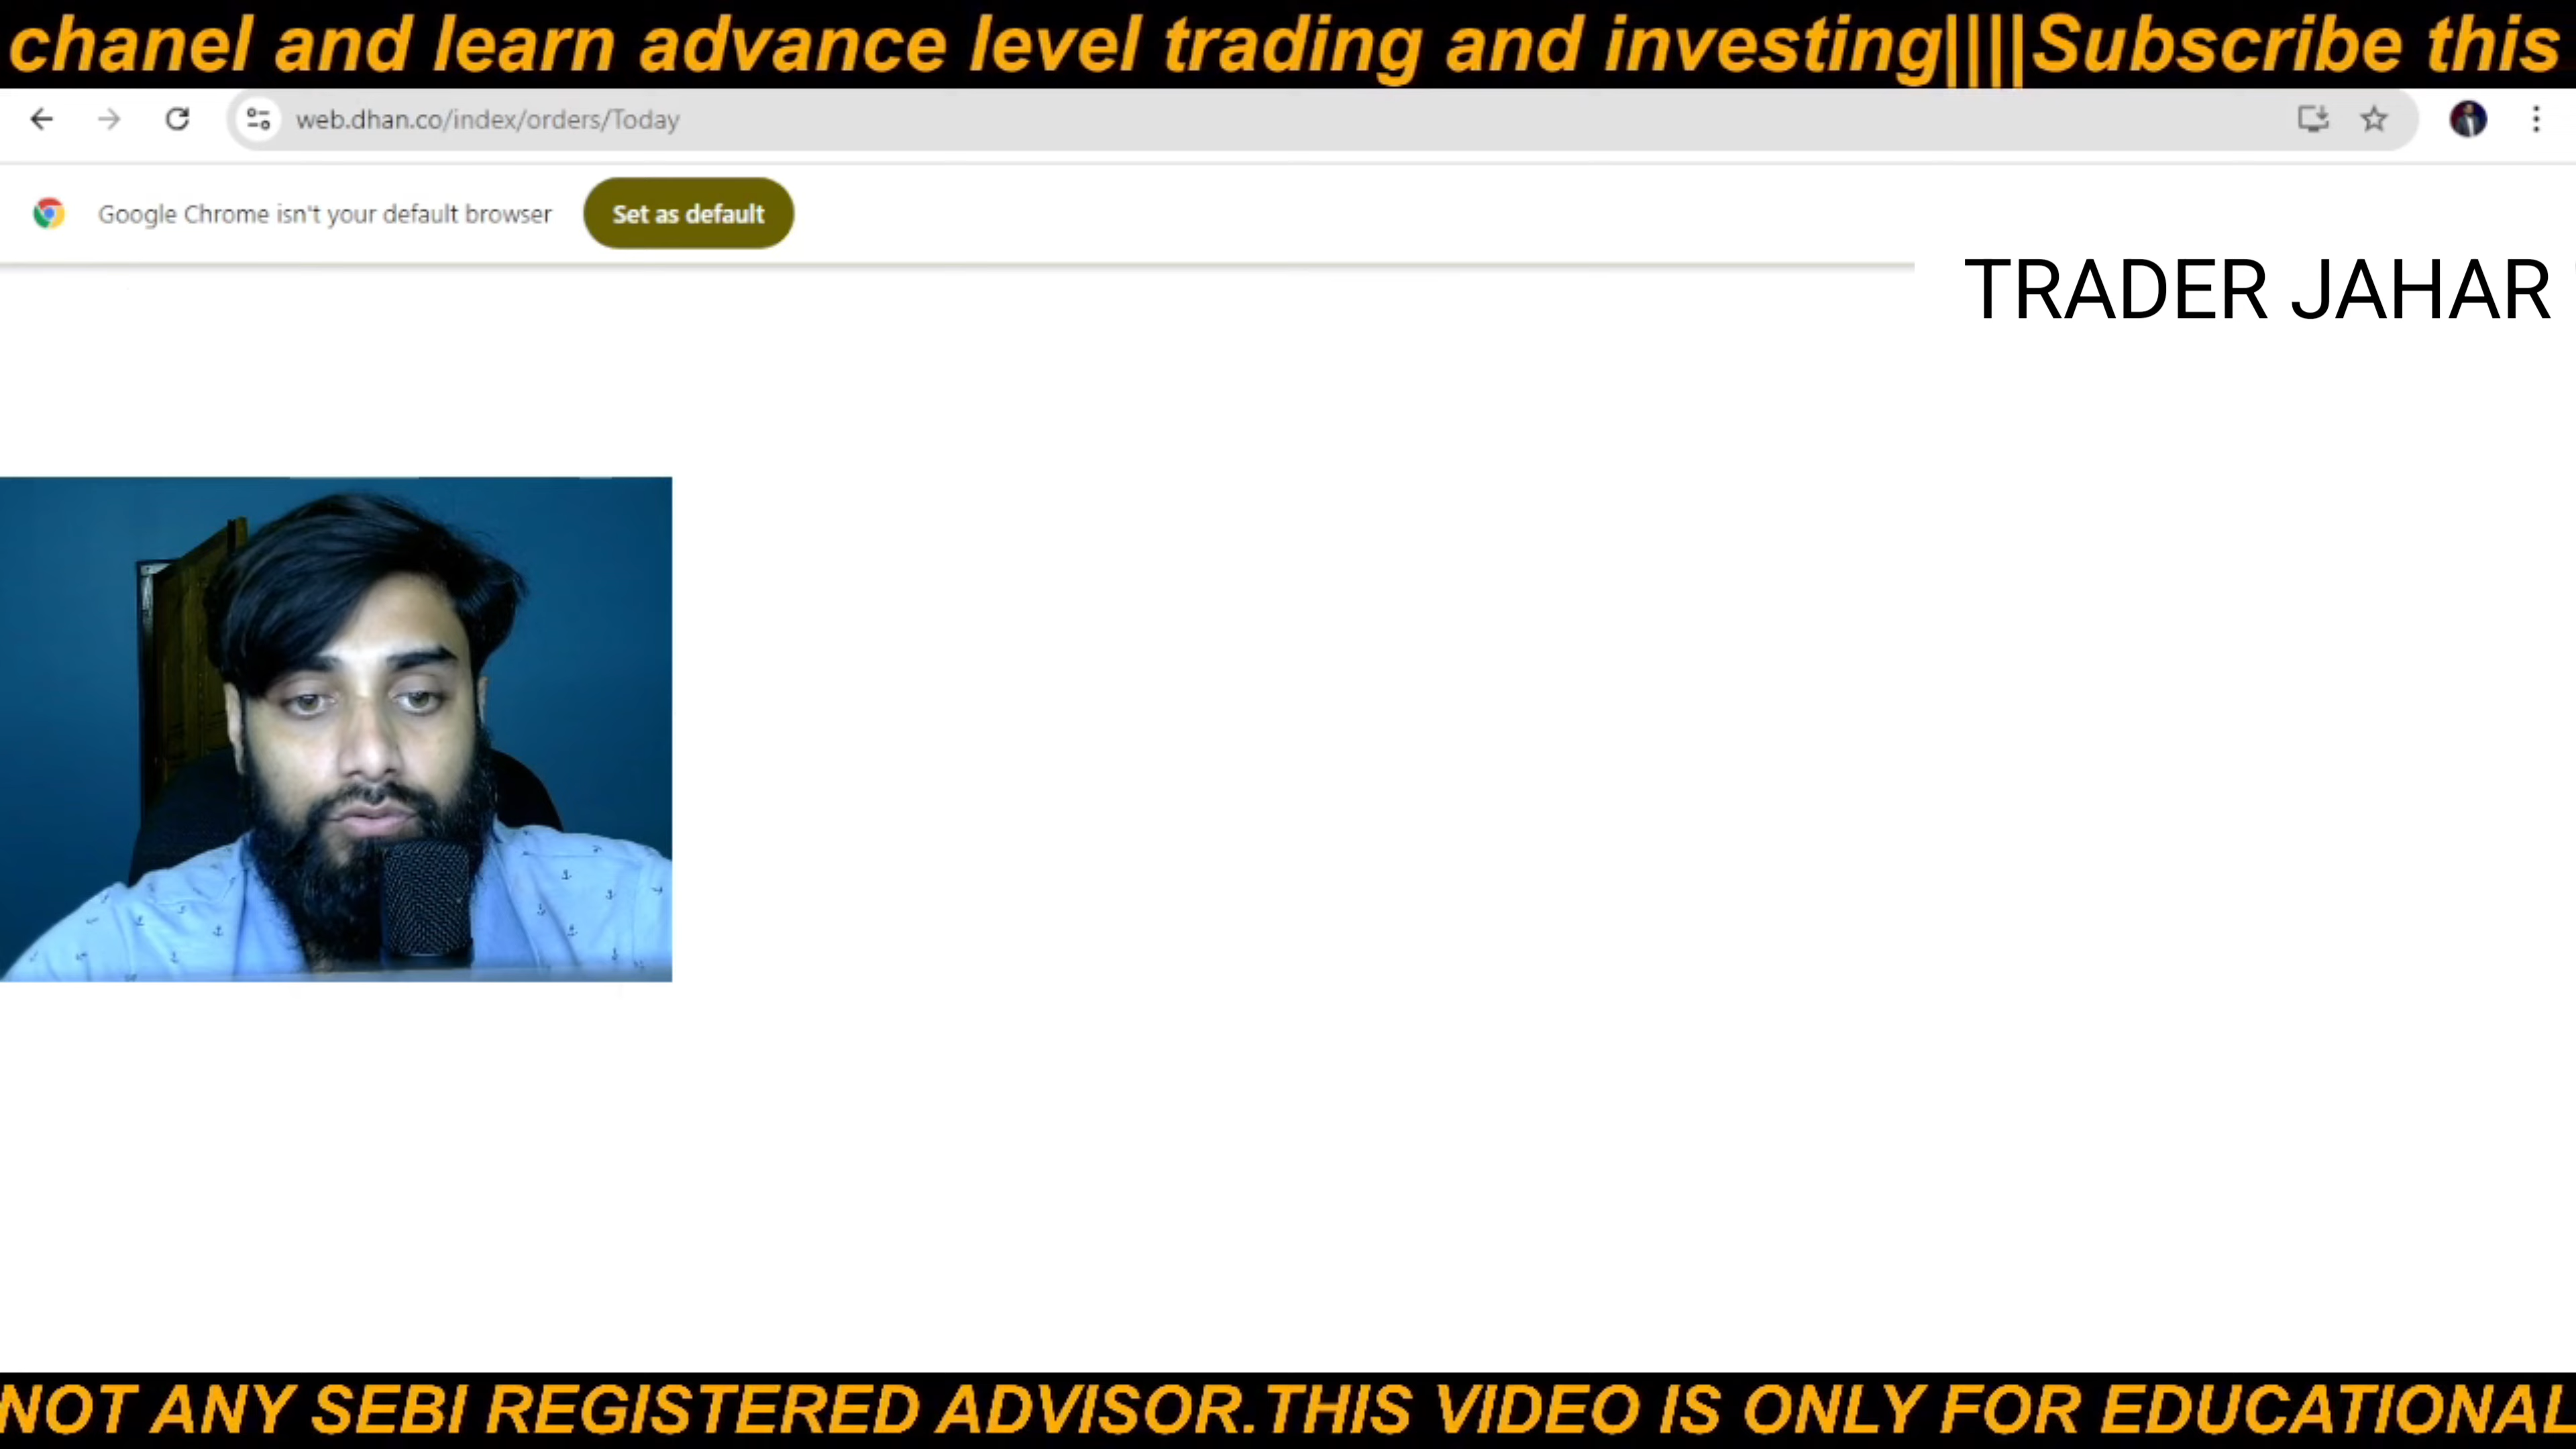 chanel and learn advance level trading and investing||||Subscribe this
web.dhan.co/index/orders/Today
Google Chrome isn't your default browser
Set as default
TRADER JAHAR
NOT ANY SEBI REGISTERED ADVISOR.THIS VIDEO IS ONLY FOR EDUCATIONAL